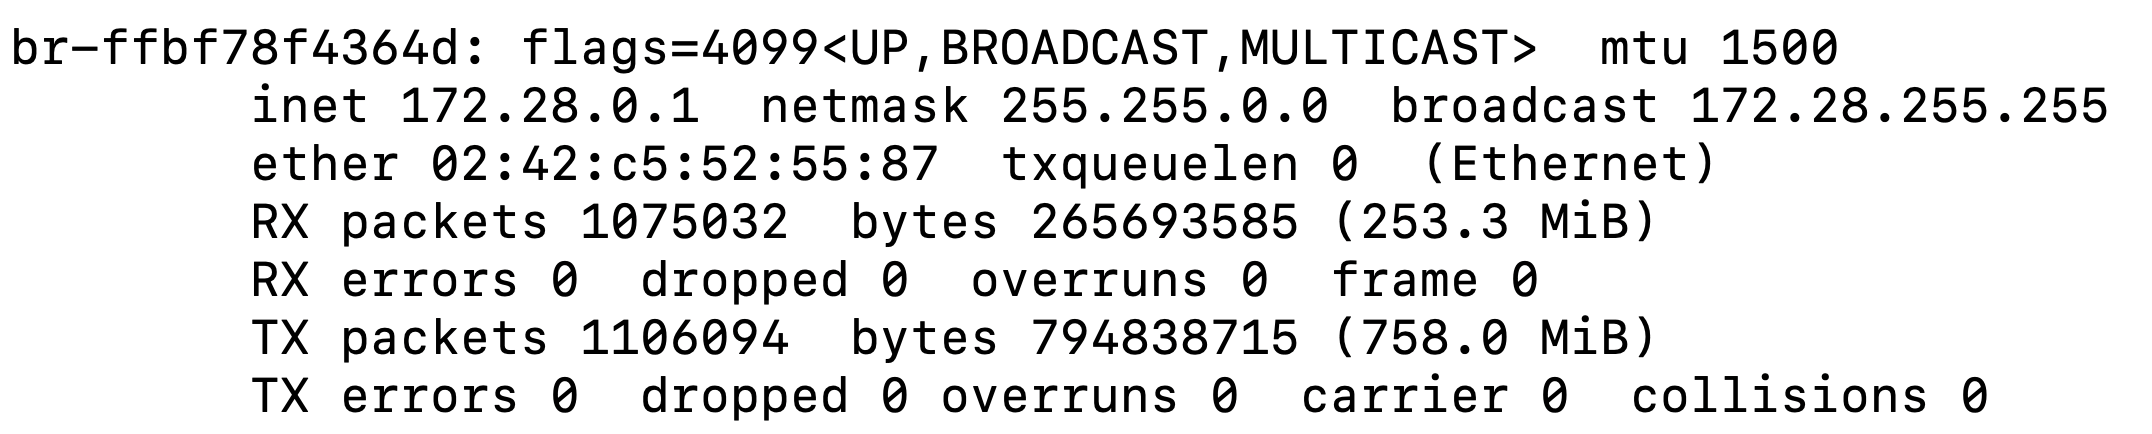 br-ffbf78f4364d: flags=4099<UP,BROADCAST,MULTICAST>  mtu 1500
        inet 172.28.0.1  netmask 255.255.0.0  broadcast 172.28.255.255
        ether 02:42:c5:52:55:87  txqueuelen 0  (Ethernet)
        RX packets 1075032  bytes 265693585 (253.3 MiB)
        RX errors 0  dropped 0  overruns 0  frame 0
        TX packets 1106094  bytes 794838715 (758.0 MiB)
        TX errors 0  dropped 0 overruns 0  carrier 0  collisions 0